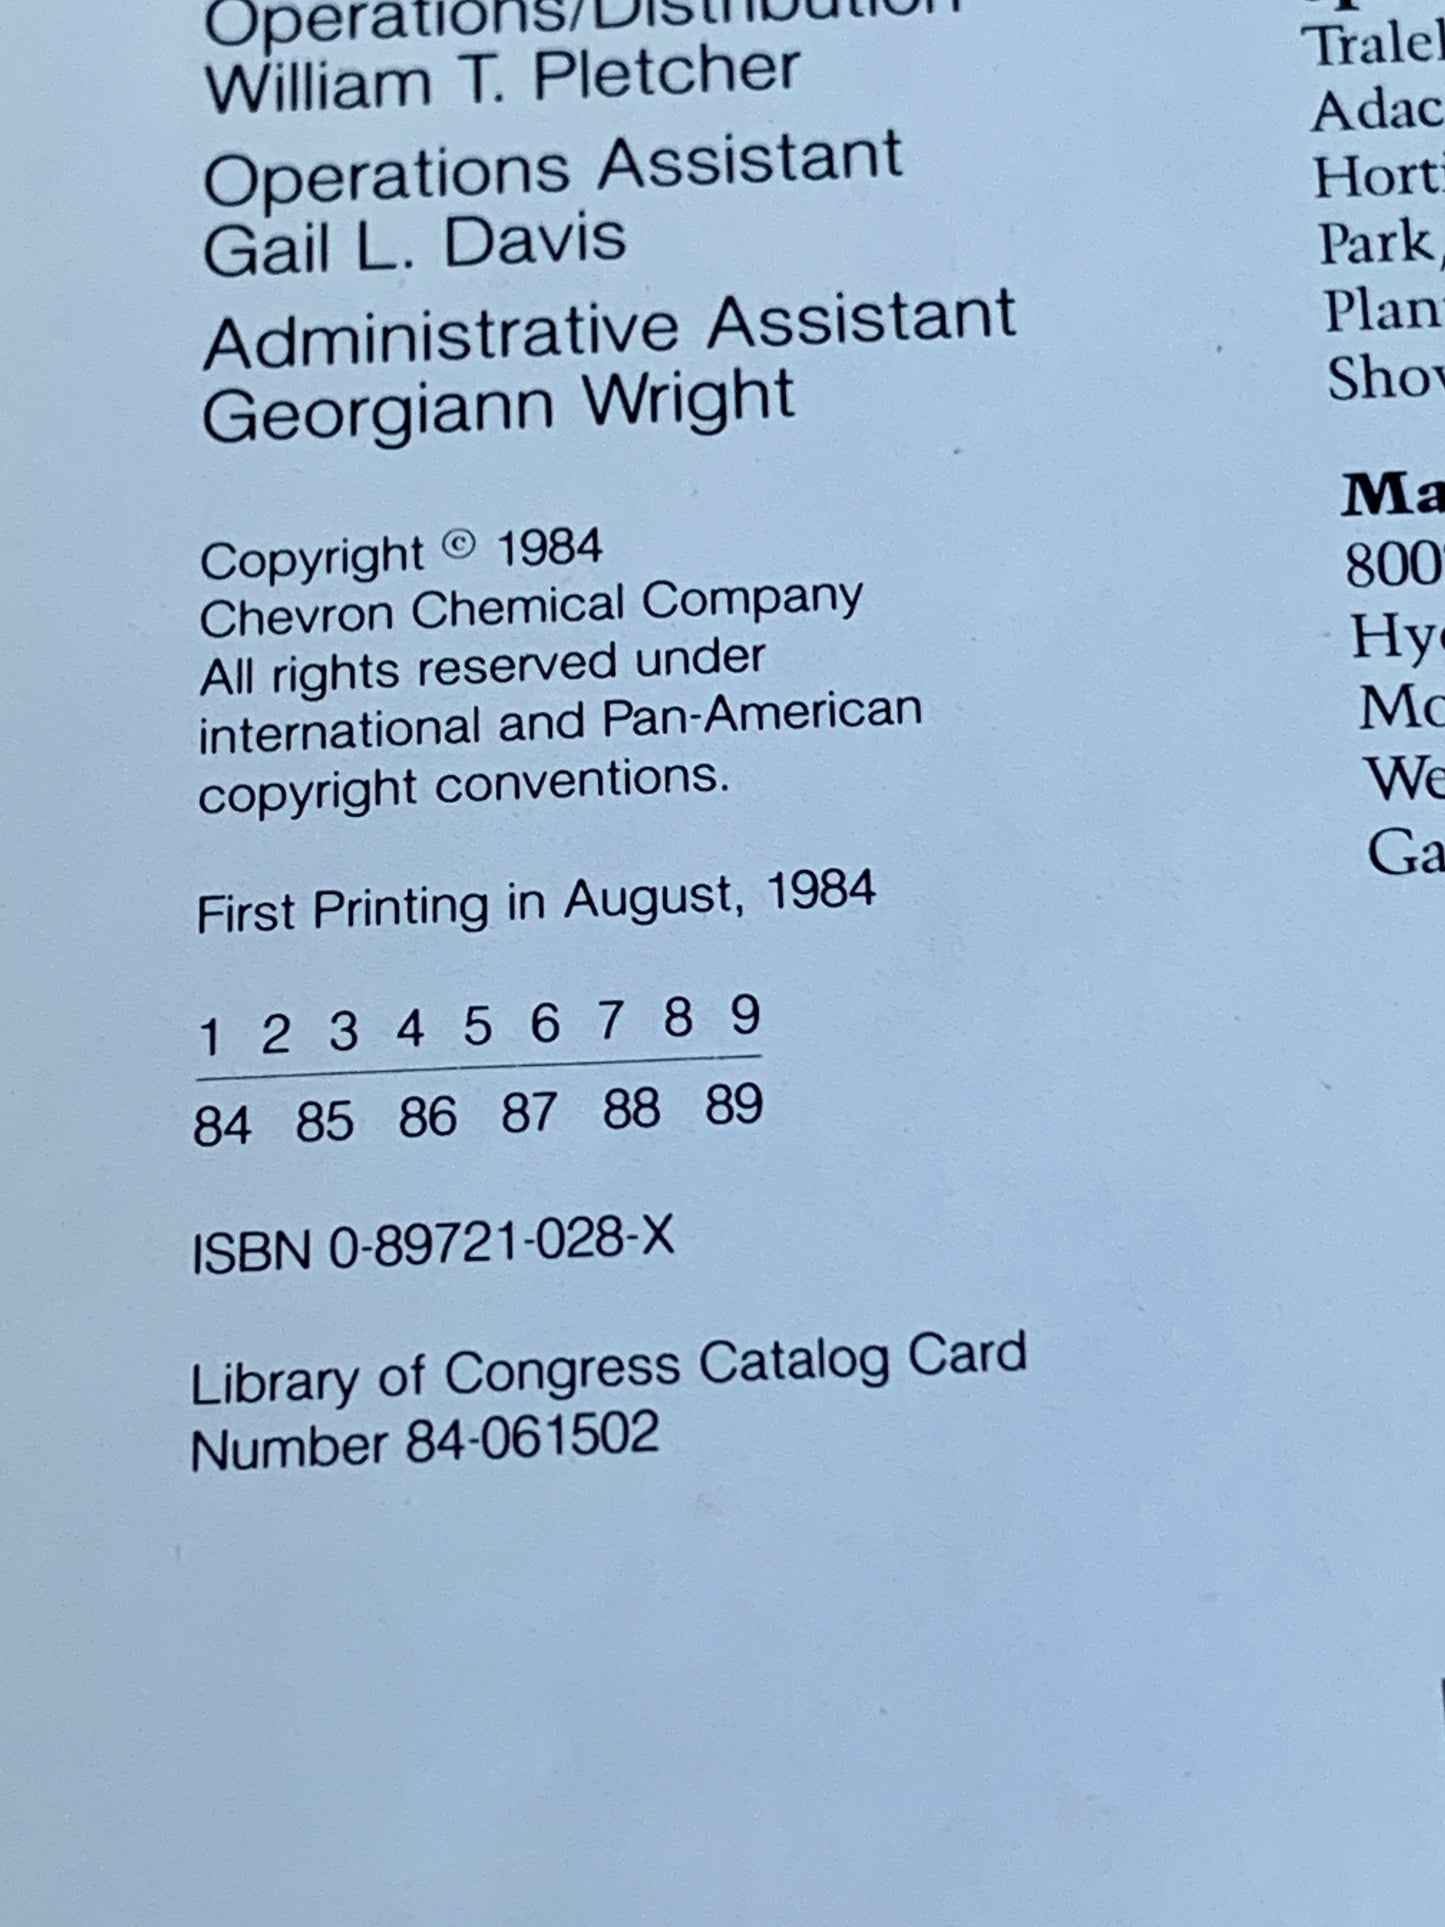 Operations/Distribution
William T. Pletcher
Operations Assistant
Gail L. Davis
Administrative Assistant
Georgiann Wright
Copyright © 1984
Chevron Chemical Company
All rights reserved under
international and Pan-American
copyright conventions.
First Printing in August, 1984
1 2 3 4 5 6 7 8 9
84 85 86 87 88 89
ISBN 0-89721-028-X
Library of Congress Catalog Card
Number 84-061502
Park,